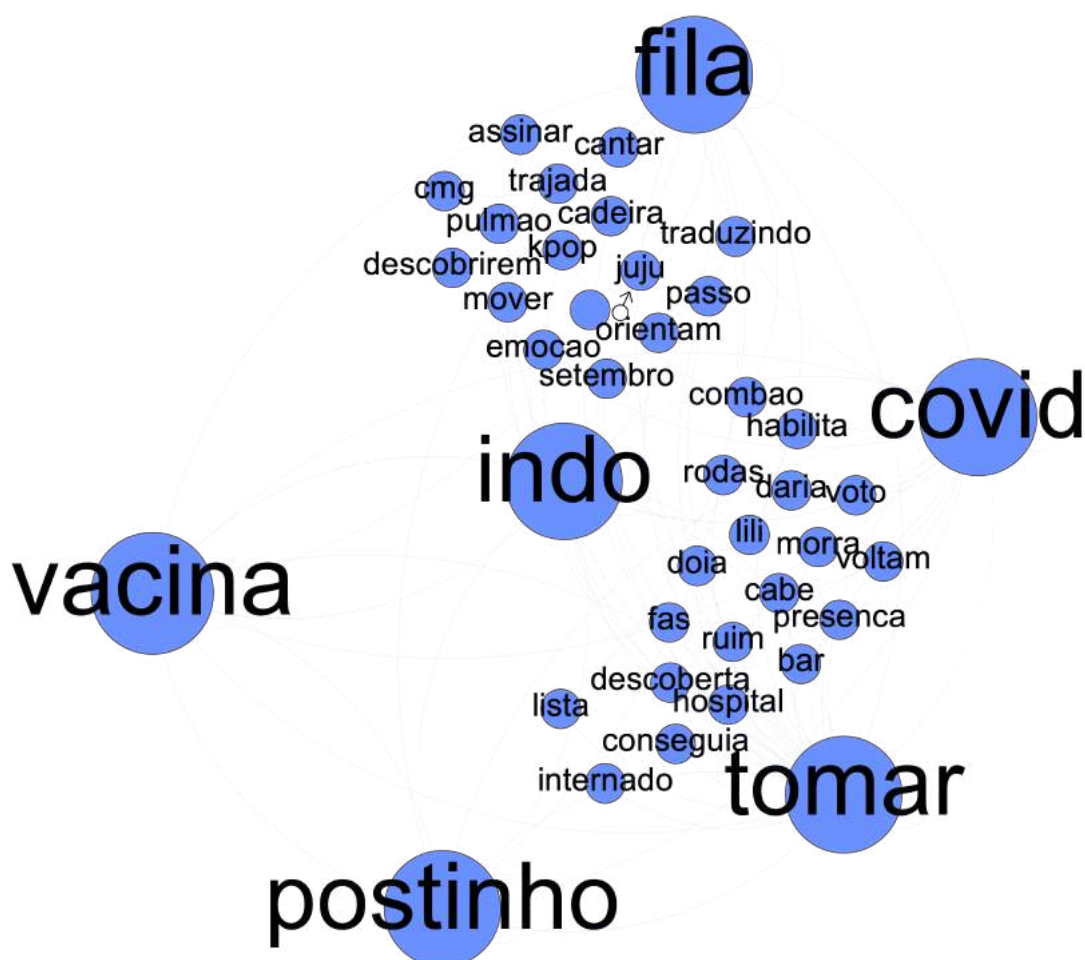 fila
assinar
cantar
trajada
cmg
cadeira
pulmao
traduzindo
kpop
descobrirem
juju
passo
mover
♂
orientam
emocao
setembro
combao
covid
habilita
indo
rodas
daria
voto
lili
morra
voltam
doia
vacina
cabe
presenca
fas
ruim
bar
descoberta
hospital
lista
conseguia
internado
tomar
postinho